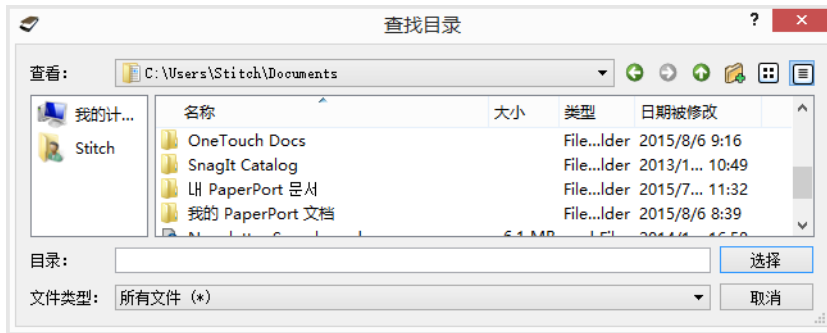 查找目录
查看: C:\Users\Stitch\Documents
我的计...
Stitch
名称 大小 类型 日期被修改
OneTouch Docs File...lder 2015/8/6 9:16
SnagIt Catalog File...lder 2013/1... 10:49
내 PaperPort 문서 File...lder 2015/7... 11:32
我的 PaperPort 文档 File...lder 2015/8/6 8:39
目录: 选择
文件类型: 所有文件 (*) 取消